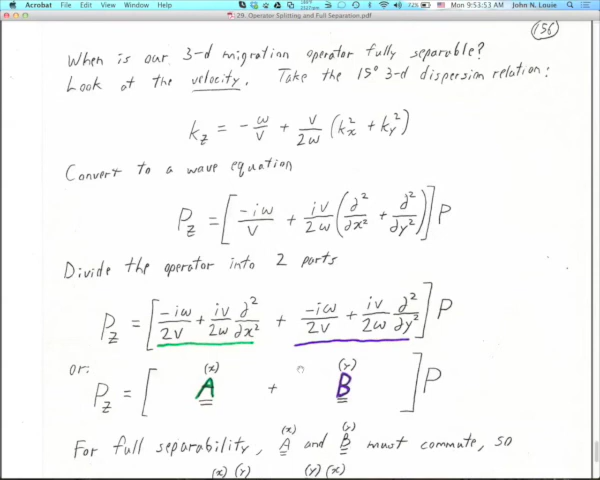 Acrobat File Edit View Window Help 72% Mon 9:53:53 AM John N. Louie
29. Operator Splitting and Full Separation.pdf
156
When is our 3-d migration operator fully separable?
Look at the velocity. Take the 15° 3-d dispersion relation:
k_z = -ω/v + v/2ω (k_x² + k_y²)
Convert to a wave equation
P_z = [-iω/v + iv/2ω (∂²/∂x² + ∂²/∂y²)] P
Divide the operator into 2 parts
P_z = [-iω/2v + iv/2ω ∂²/∂x² + -iω/2v + iv/2ω ∂²/∂y²] P
or: (x) (y)
P_z = [ A + B ] P
(x) (y)
For full separability, A and B must commute, so
(x) (y) (y) (x)